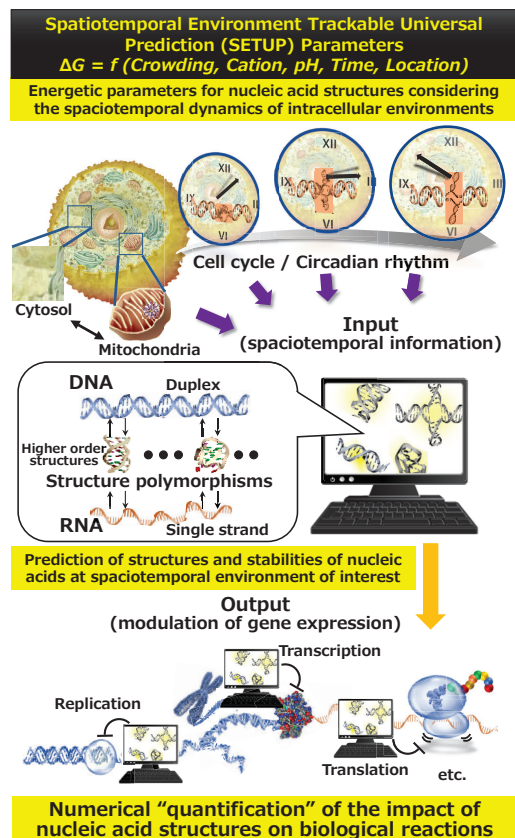 Spatiotemporal Environment Trackable Universal
Prediction (SETUP) Parameters
ΔG = f (Crowding, Cation, pH, Time, Location)
Energetic parameters for nucleic acid structures considering
the spaciotemporal dynamics of intracellular environments
XII
IX
II
VI
XII
IX
II
VI
XII
IX
III
VI
Cell cycle / Circadian rhythm
Cytosol
Mitochondria
Input
(spaciotemporal information)
DNA
Duplex
Higher order
structures
Structure polymorphisms
RNA
Single strand
Prediction of structures and stabilities of nucleic
acids at spaciotemporal environment of interest
Output
(modulation of gene expression)
Transcription
Replication
Translation
etc.
Numerical “quantification” of the impact of
nucleic acid structures on biological reactions